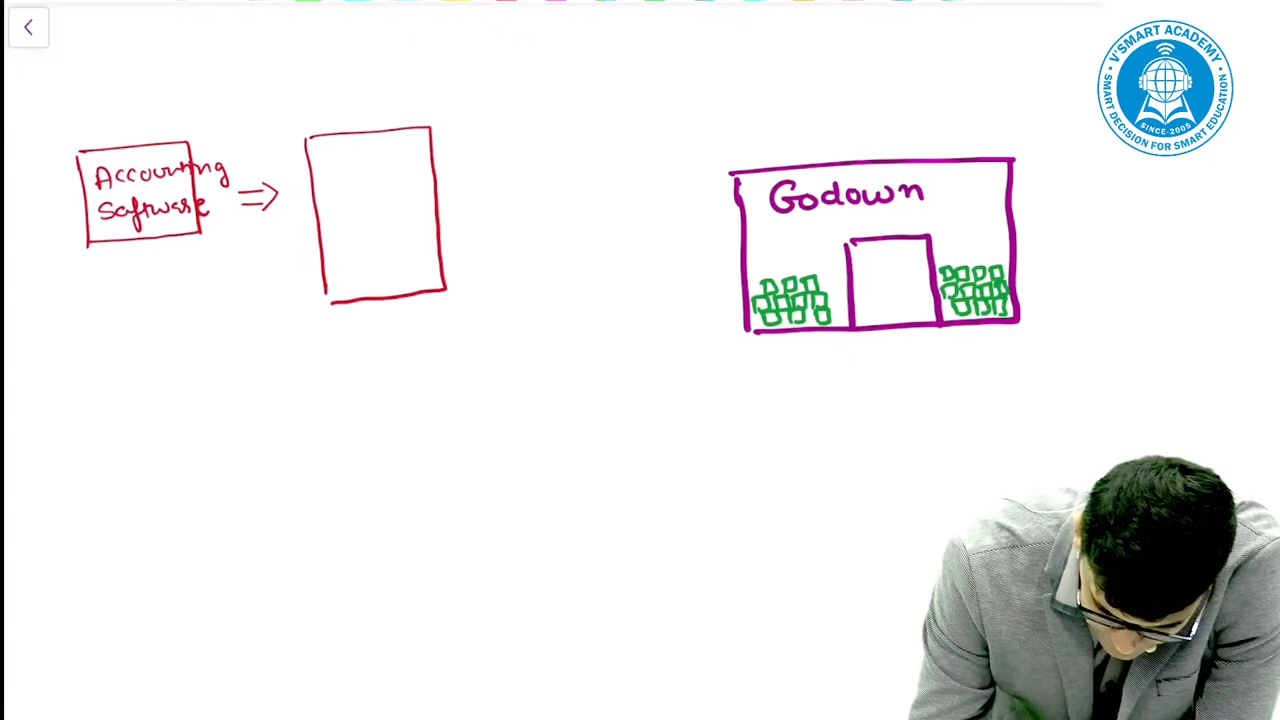 Accounting
Software
Godown
V'SMART ACADEMY
SINCE-2005
SMART DECISION FOR SMART EDUCATION